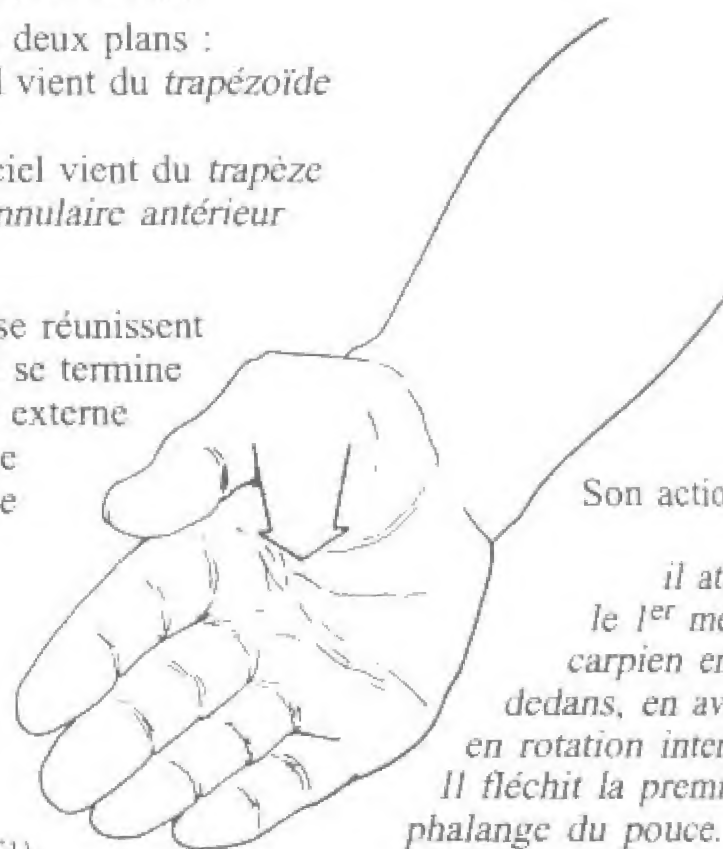 deux plans :
vient du trapézoïde
ciel vient du trapèze
nnulaire antérieur
se réunissent
se termine
externe
e
e
Son actio
il at
le 1er mé
carpien en
dedans, en av
en rotation inter
Il fléchit la premi
phalange du pouce.